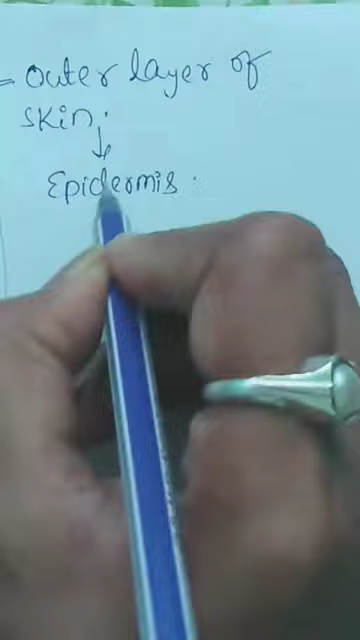 - outer layer of
skin.
↓
Epidermis.